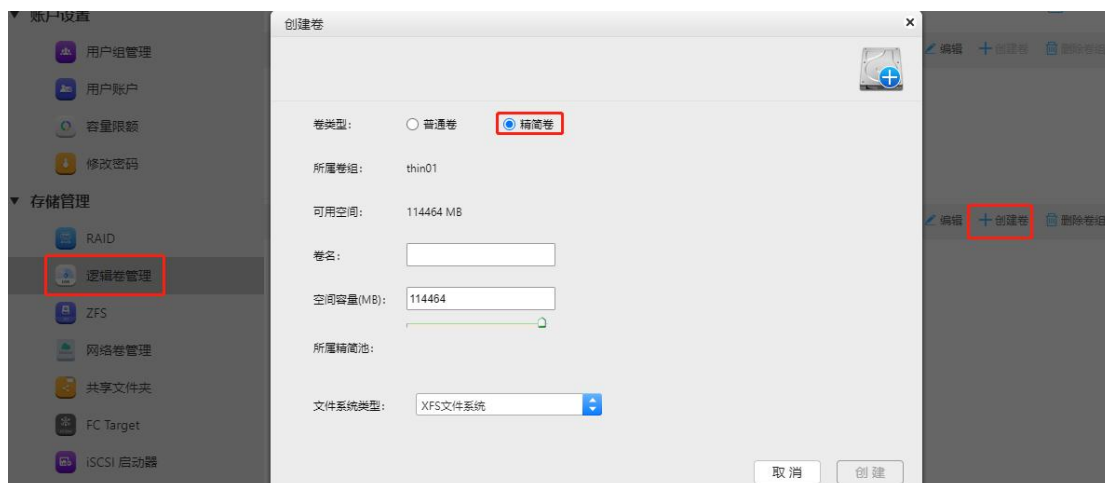 账户设置
用户组管理
用户账户
容量限额
修改密码
存储管理
RAID
逻辑卷管理
ZFS
网络卷管理
共享文件夹
FC Target
iSCSI 启动器
创建卷
卷类型: 普通卷 精简卷
所属卷组: thin01
可用空间: 114464 MB
卷名:
空间容量(MB): 114464
所属精简池:
文件系统类型: XFS文件系统
取消 创建
编辑 创建卷 删除卷组
编辑 创建卷 删除卷组